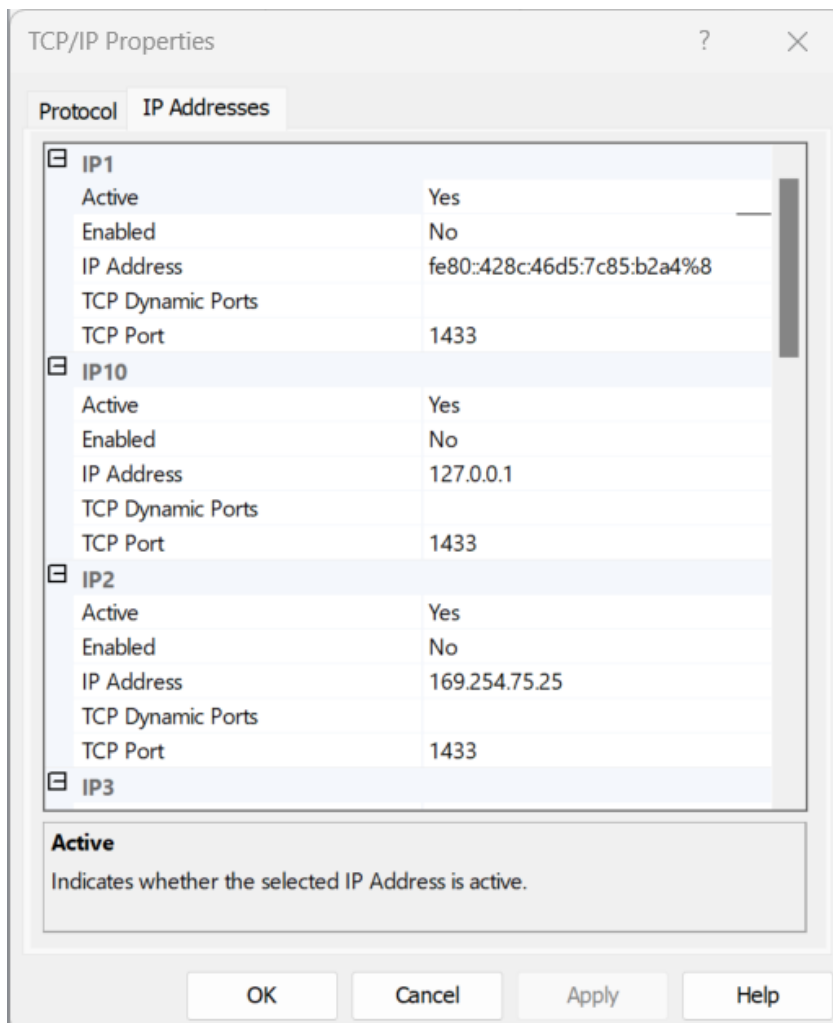 TCP/IP Properties ?
Protocol IP Addresses
IP1
Active Yes
Enabled No
IP Address fe80::428c:46d5:7c85:b2a4%8
TCP Dynamic Ports
TCP Port 1433
IP10
Active Yes
Enabled No
IP Address 127.0.0.1
TCP Dynamic Ports
TCP Port 1433
IP2
Active Yes
Enabled No
IP Address 169.254.75.25
TCP Dynamic Ports
TCP Port 1433
IP3
Active
Indicates whether the selected IP Address is active.
OK Cancel Apply Help